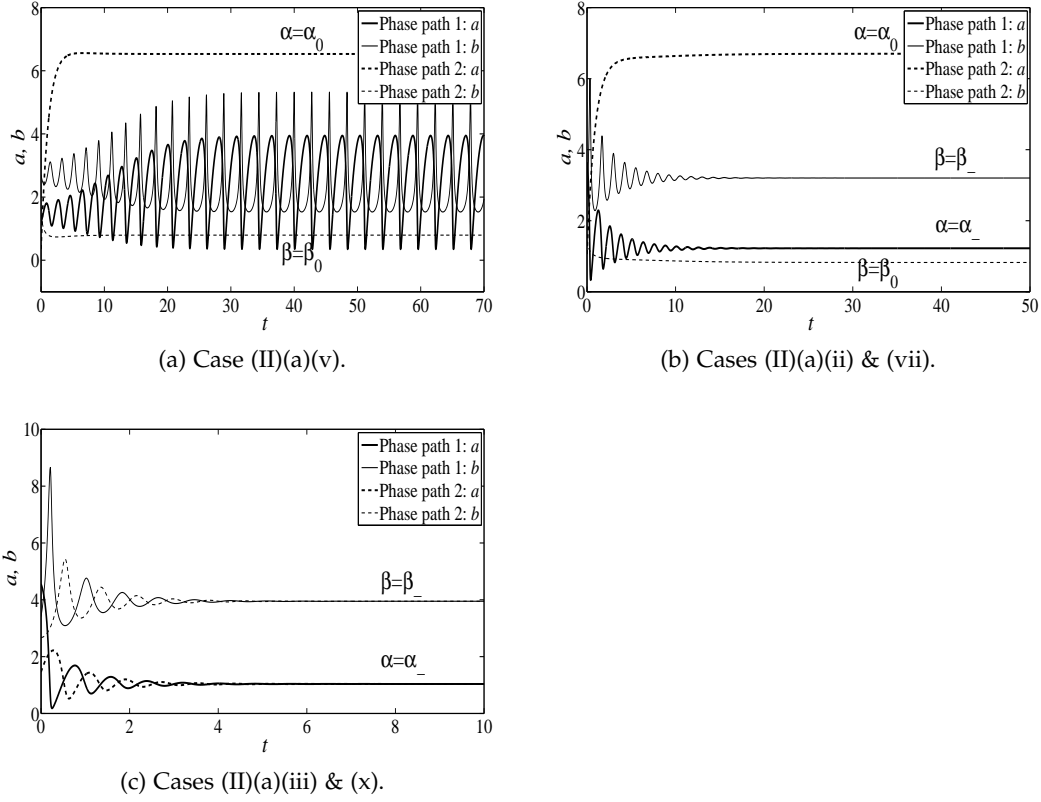 8
6
4
2
0
a, b
α=α0
β=β0
Phase path 1: a
Phase path 1: b
Phase path 2: a
Phase path 2: b
0 10 20 30 40 50 60 70
t
(a) Case (II)(a)(v).
8
6
4
2
0
a, b
α=α0
β=β_
α=α_
β=β0
Phase path 1: a
Phase path 1: b
Phase path 2: a
Phase path 2: b
0 10 20 30 40 50
t
(b) Cases (II)(a)(ii) & (vii).
10
8
6
4
2
0
a, b
Phase path 1: a
Phase path 1: b
Phase path 2: a
Phase path 2: b
β=β_
α=α_
0 2 4 6 8 10
t
(c) Cases (II)(a)(iii) & (x).